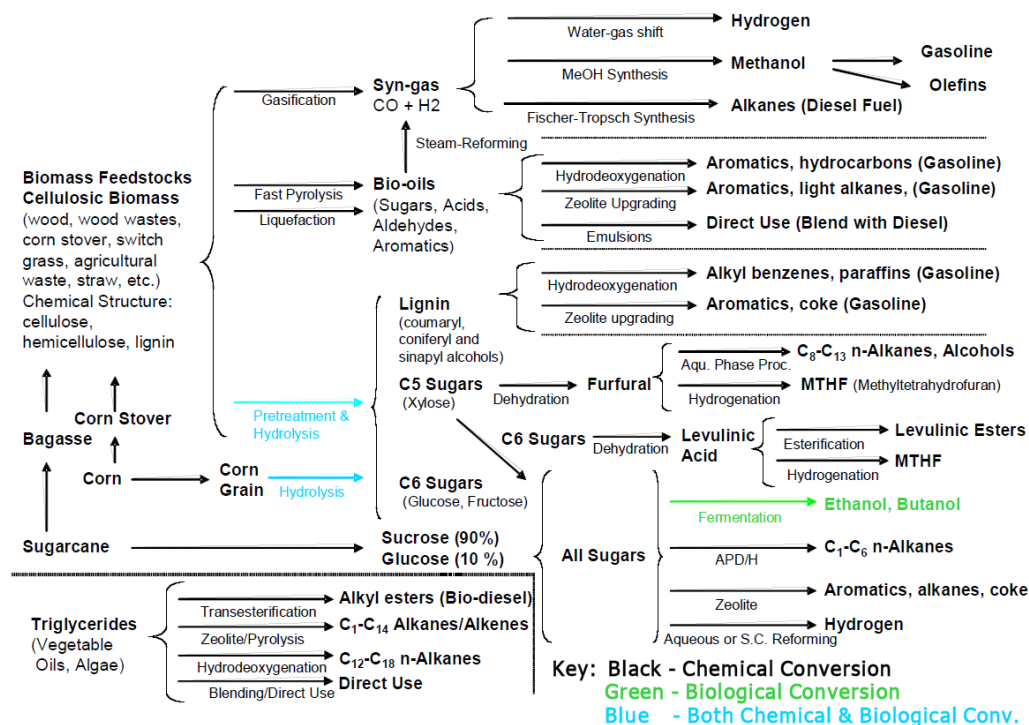 Water-gas shift
Hydrogen
MeOH Synthesis
Methanol
Gasoline
Olefins
Gasification
Syn-gas
CO + H2
Fischer-Tropsch Synthesis
Alkanes (Diesel Fuel)
Steam-Reforming
Biomass Feedstocks
Cellulosic Biomass
(wood, wood wastes,
corn stover, switch
grass, agricultural
waste, straw, etc.)
Chemical Structure:
cellulose,
hemicellulose, lignin
Fast Pyrolysis
Liquefaction
Bio-oils
(Sugars, Acids,
Aldehydes,
Aromatics)
Hydrodeoxygenation
Aromatics, hydrocarbons (Gasoline)
Zeolite Upgrading
Aromatics, light alkanes, (Gasoline)
Emulsions
Direct Use (Blend with Diesel)
Lignin
(coumaryl,
coniferyl and
sinapyl alcohols)
Hydrodeoxygenation
Alkyl benzenes, paraffins (Gasoline)
Zeolite upgrading
Aromatics, coke (Gasoline)
Pretreatment &
Hydrolysis
C5 Sugars
(Xylose)
Dehydration
Furfural
Aqu. Phase Proc.
C8-C13 n-Alkanes, Alcohols
Hydrogenation
MTHF (Methyltetrahydrofuran)
Bagasse
Corn Stover
C6 Sugars
Dehydration
Levulinic
Acid
Esterification
Levulinic Esters
Hydrogenation
MTHF
Corn
Corn
Grain
Hydrolysis
C6 Sugars
(Glucose, Fructose)
Sugarcane
Sucrose (90%)
Glucose (10 %)
All Sugars
Fermentation
Ethanol, Butanol
APD/H
C1-C6 n-Alkanes
Zeolite
Aromatics, alkanes, coke
Aqueous or S.C. Reforming
Hydrogen
Triglycerides
(Vegetable
Oils, Algae)
Transesterification
Alkyl esters (Bio-diesel)
Zeolite/Pyrolysis
C1-C14 Alkanes/Alkenes
Hydrodeoxygenation
C12-C18 n-Alkanes
Blending/Direct Use
Direct Use
Key: Black - Chemical Conversion
Green - Biological Conversion
Blue - Both Chemical & Biological Conv.